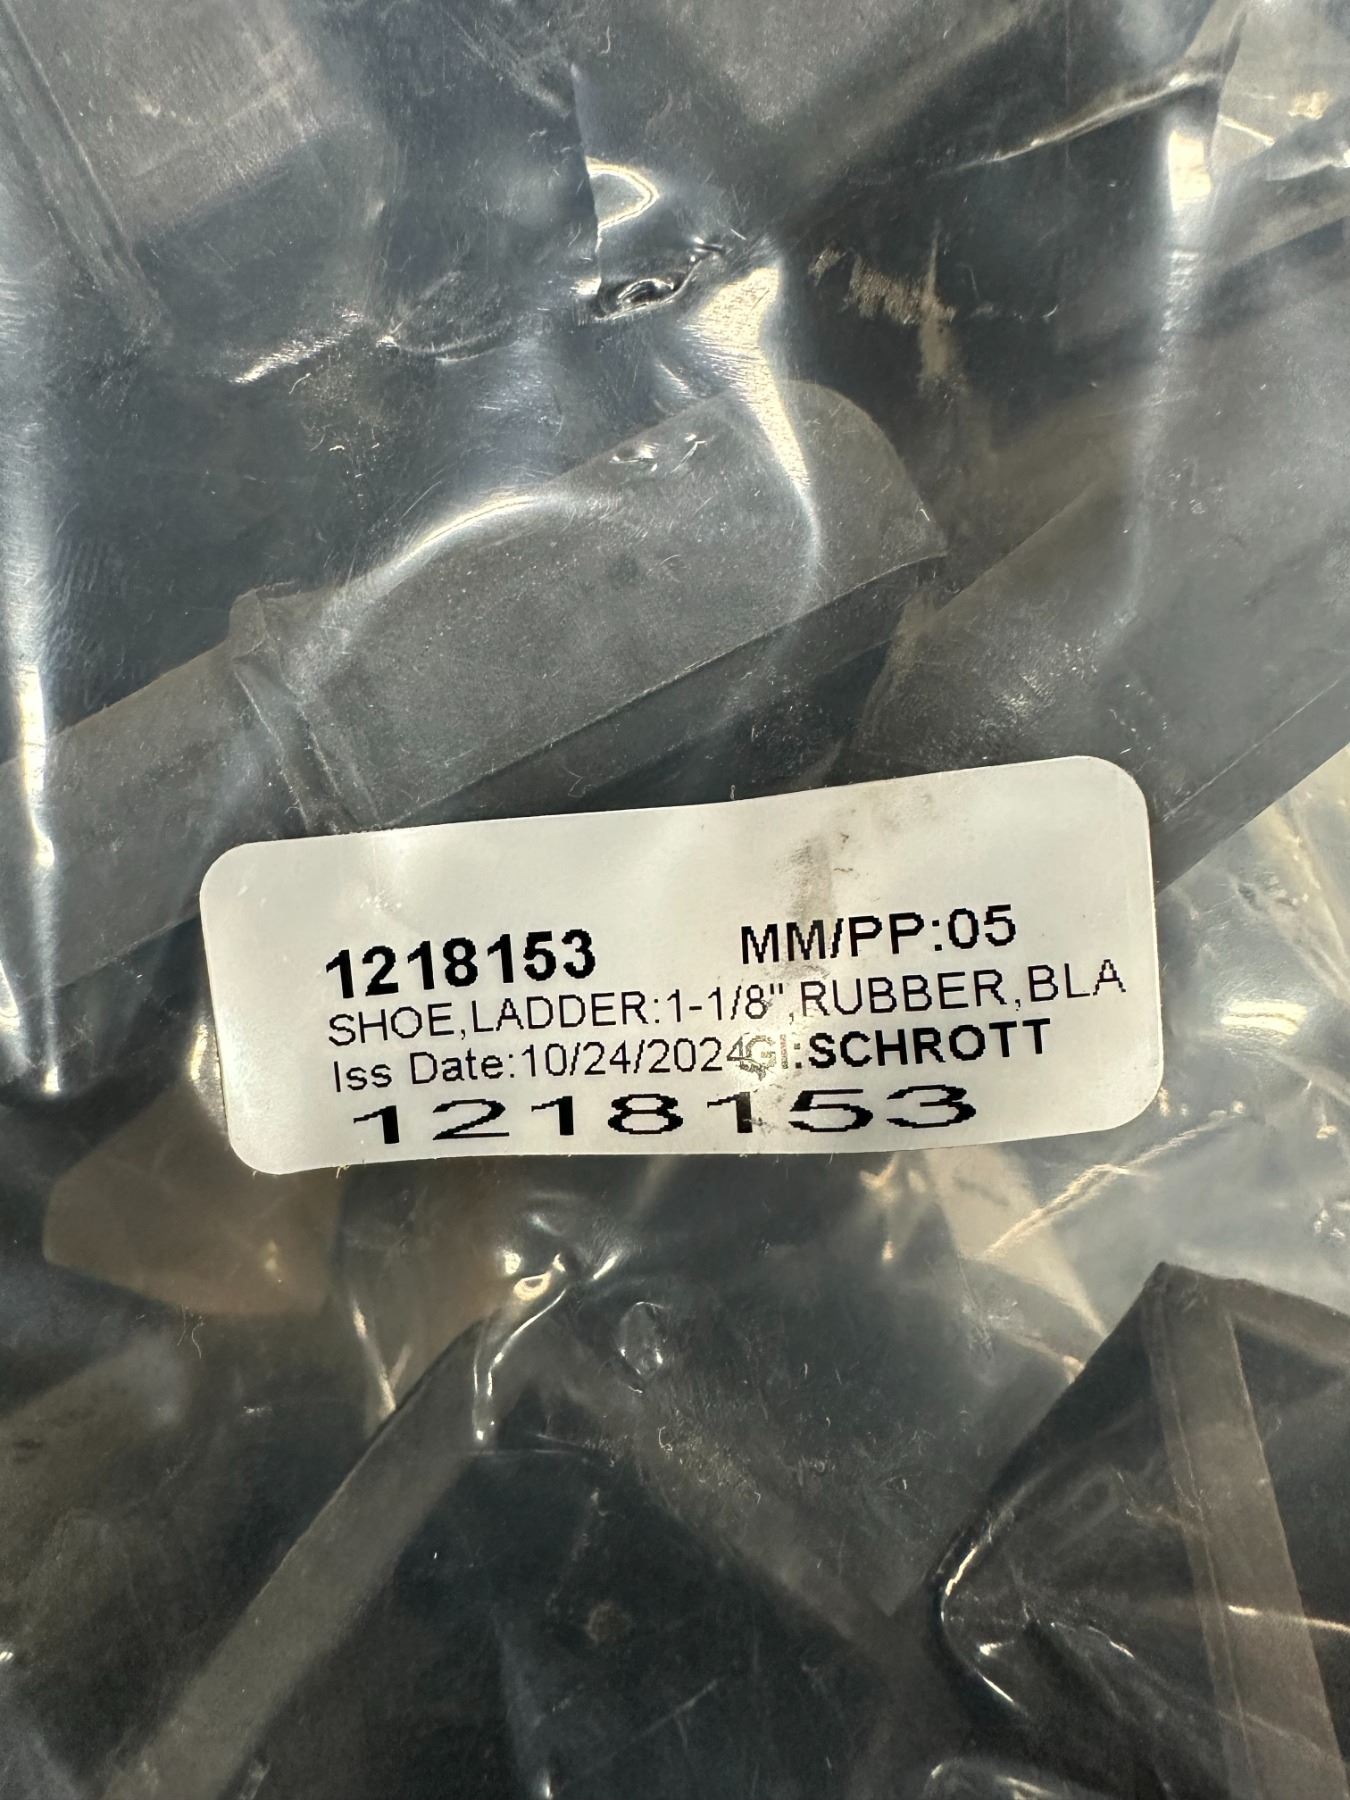 1218153 MM/PP:05
SHOE,LADDER:1-1/8",RUBBER,BLA
Iss Date:10/24/2024GI:SCHROTT
1218153